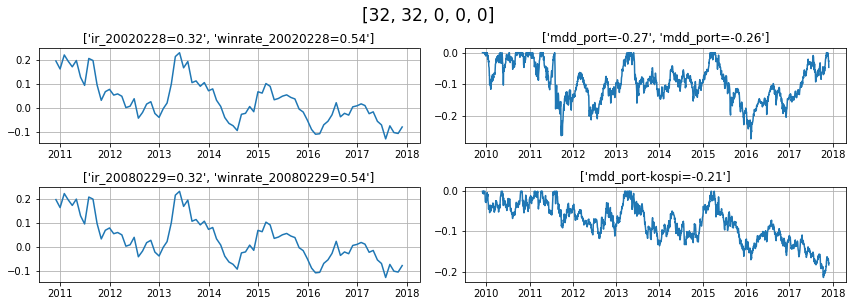 [32, 32, 0, 0, 0]
['ir_20020228=0.32', 'winrate_20020228=0.54']
0.2
0.1
0.0
−0.1
2011 2012 2013 2014 2015 2016 2017 2018
['mdd_port=-0.27', 'mdd_port=-0.26']
0.0
−0.1
−0.2
2010 2011 2012 2013 2014 2015 2016 2017 2018
['ir_20080229=0.32', 'winrate_20080229=0.54']
0.2
0.1
0.0
−0.1
2011 2012 2013 2014 2015 2016 2017 2018
['mdd_port-kospi=-0.21']
0.0
−0.1
−0.2
2010 2011 2012 2013 2014 2015 2016 2017 2018